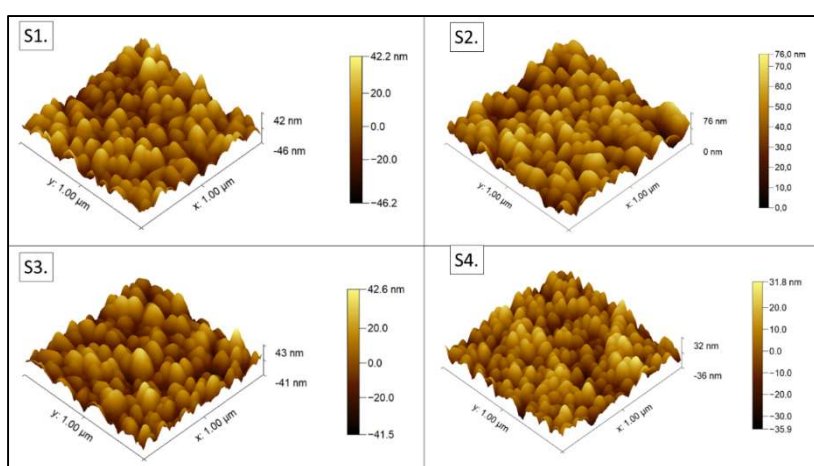 S1.
42.2 nm
20.0
0.0
−20.0
−46.2
42 nm
-46 nm
y: 1.00 µm
x: 1.00 µm
S2.
76,0 nm
70,0
60,0
50,0
40,0
30,0
20,0
10,0
0,0
76 nm
0 nm
y: 1.00 µm
x: 1.00 µm
S3.
42.6 nm
20.0
0.0
−20.0
−41.5
43 nm
-41 nm
y: 1.00 µm
x: 1.00 µm
S4.
31.8 nm
20.0
10.0
0.0
−10.0
−20.0
−30.0
−35.9
32 nm
-36 nm
y: 1.00 µm
x: 1.00 µm